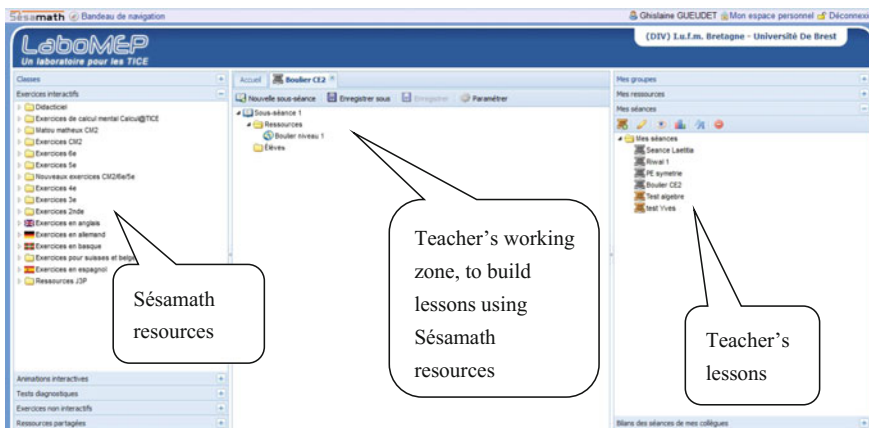 Sésamath Bandeau de navigation
Ghislaine GUEUDET Mon espace personnel Déconnexi
LaboMEP
Un laboratoire pour les TICE
(DIV) I.u.f.m. Bretagne - Université De Brest
Classes
Exercices interactifs
Didacticiel
Exercices de calcul mental Calcul@TICE
Matou matheux CM2
Exercices CM2
Exercices 6e
Exercices 5e
Nouveaux exercices CM2/6e/5e
Exercices 4e
Exercices 3e
Exercices 2nde
Exercices en anglais
Exercices en allemand
Exercices en basque
Exercices pour suisses et belge
Exercices en espagnol
Ressources J3P
Animations interactives
Tests diagnostiques
Exercices non interactifs
Ressources partagées
Sésamath
resources
Accueil Boulier CE2
Nouvelle sous-séance Enregistrer sous Enregistrer Paramétrer
Sous-séance 1
Ressources
Boulier niveau 1
Élèves
Teacher's working
zone, to build
lessons using
Sésamath
resources
Mes groupes
Mes ressources
Mes séances
Mes séances
Seance Laetitia
Riwal 1
PE symetrie
Boulier CE2
Test algebre
test Yves
Teacher's
lessons
Bilans des séances de mes collègues